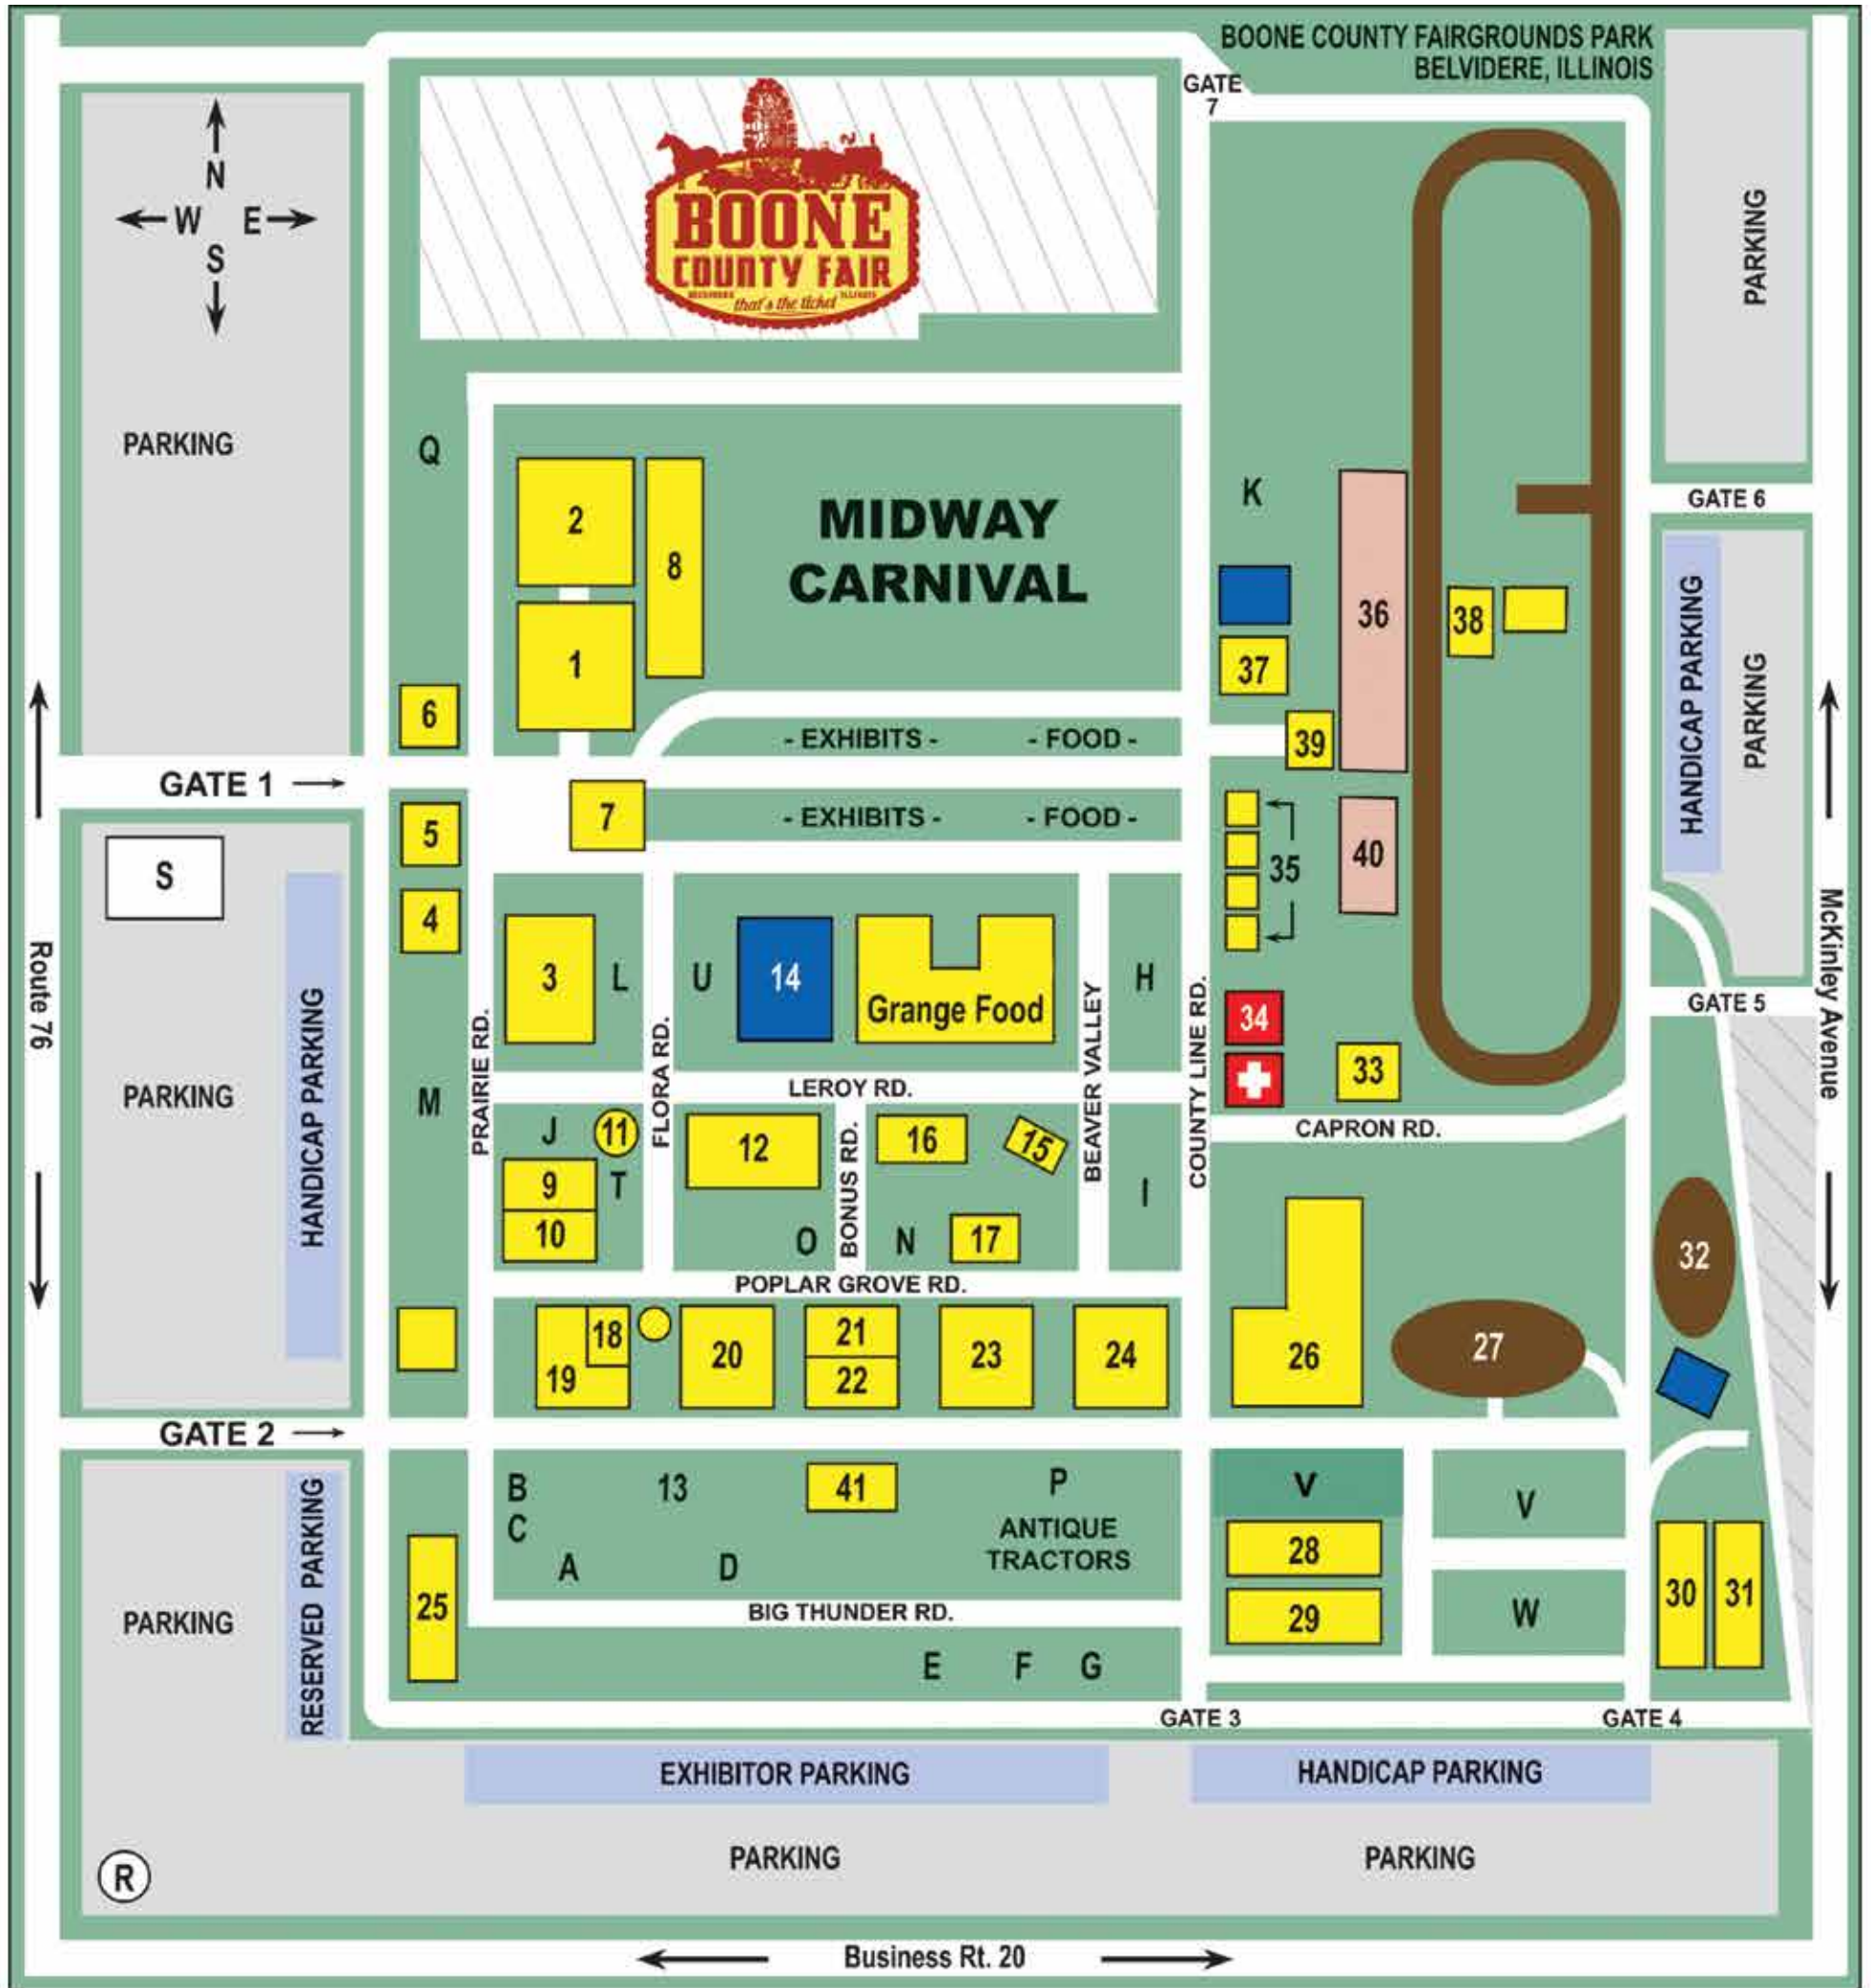 BOONE COUNTY FAIRGROUNDS PARK
BELVIDERE, ILLINOIS
GATE
7
N
W E
S
BOONE
COUNTY FAIR
BELVIDERE ILLINOIS
that's the ticket
PARKING
PARKING
Q
K
GATE 6
MIDWAY
CARNIVAL
2
8
1
6
36
37
38
39
HANDICAP PARKING
PARKING
- EXHIBITS - - FOOD -
GATE 1
- EXHIBITS - - FOOD -
7
5
4
S
35
40
3
L
U
14
Grange Food
H
34
33
GATE 5
Route 76
McKinley Avenue
PARKING
HANDICAP PARKING
M
PRAIRIE RD.
FLORA RD.
BEAVER VALLEY
COUNTY LINE RD.
LEROY RD.
CAPRON RD.
J
11
9
T
10
12
O
BONUS RD.
16
15
N
17
I
32
POPLAR GROVE RD.
18
19
20
21
22
23
24
26
27
GATE 2
B
C
13
41
P
ANTIQUE
TRACTORS
A
D
V
V
28
29
W
30
31
25
PARKING
RESERVED PARKING
BIG THUNDER RD.
E F G
GATE 3
GATE 4
EXHIBITOR PARKING
HANDICAP PARKING
PARKING
PARKING
R
Business Rt. 20